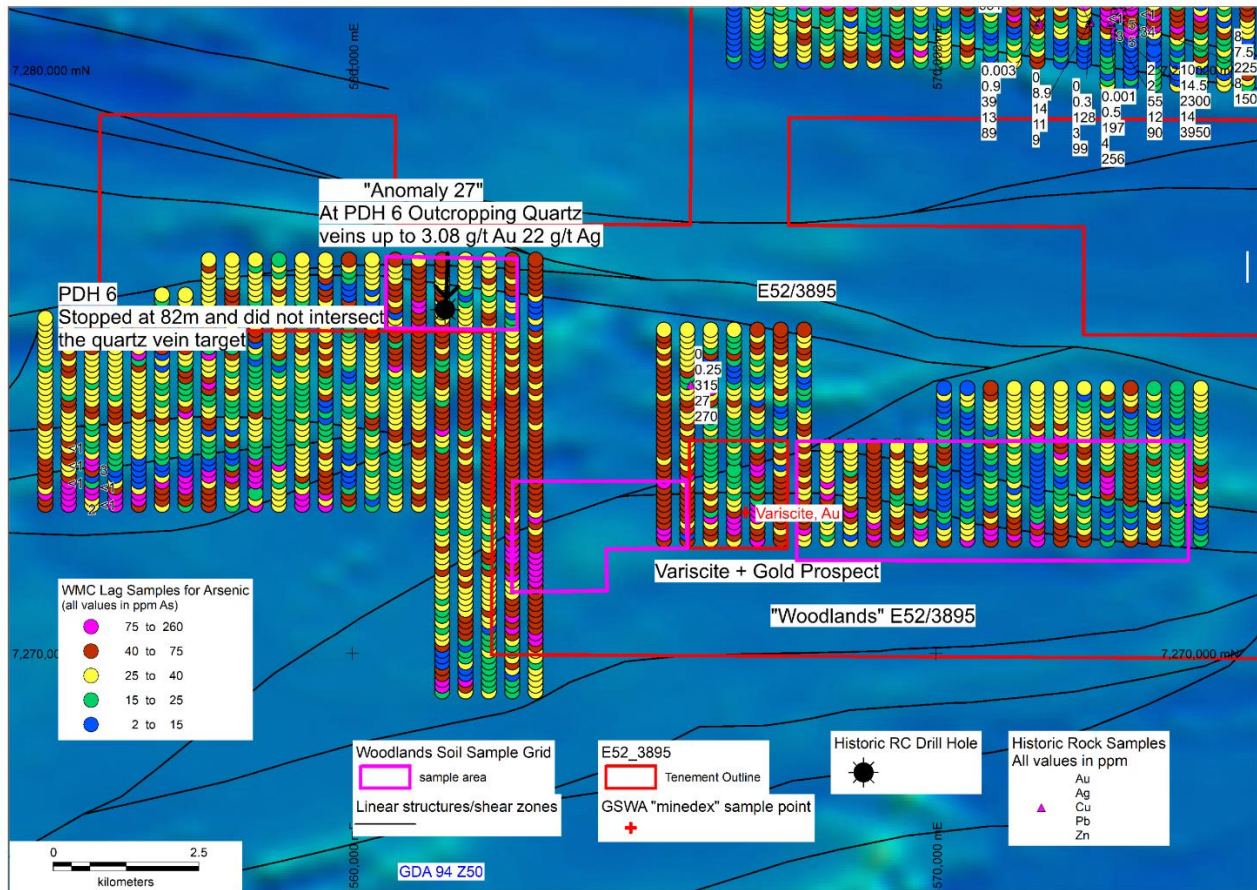 7,280,000 mN
560,000 mE
570,000 mE
0.003
0.9
39
13
89
0
8.9
14
11
9
0
0.3
128
3
99
0.001
0.5
197
4
256
55
12
90
14.5
2300
14
3950
7.5
225
150
"Anomaly 27"
At PDH 6 Outcropping Quartz
veins up to 3.08 g/t Au 22 g/t Ag
PDH 6
Stopped at 82m and did not intersect
the quartz vein target
E52/3895
0
0.25
315
27
270
<1
<1
<1
Variscite, Au
Variscite + Gold Prospect
"Woodlands" E52/3895
7,270,000 mN
7,270,000 mN
WMC Lag Samples for Arsenic
(all values in ppm As)
75 to 260
40 to 75
25 to 40
15 to 25
2 to 15
Woodlands Soil Sample Grid
sample area
Linear structures/shear zones
E52_3895
Tenement Outline
GSWA "minedex" sample point
Historic RC Drill Hole
Historic Rock Samples
All values in ppm
Au
Ag
Cu
Pb
Zn
0 2.5
kilometers
GDA 94 Z50
560,000 mE
570,000 mE